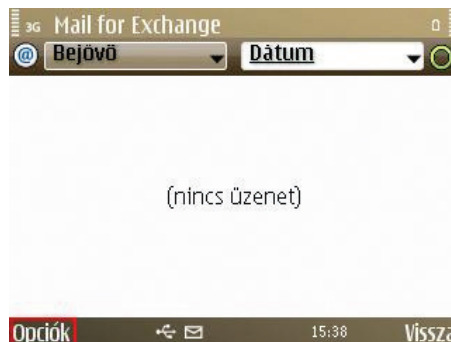 3G Mail for Exchange
@ Bejövő Dátum
(nincs üzenet)
Opciók 15:38 Vissza